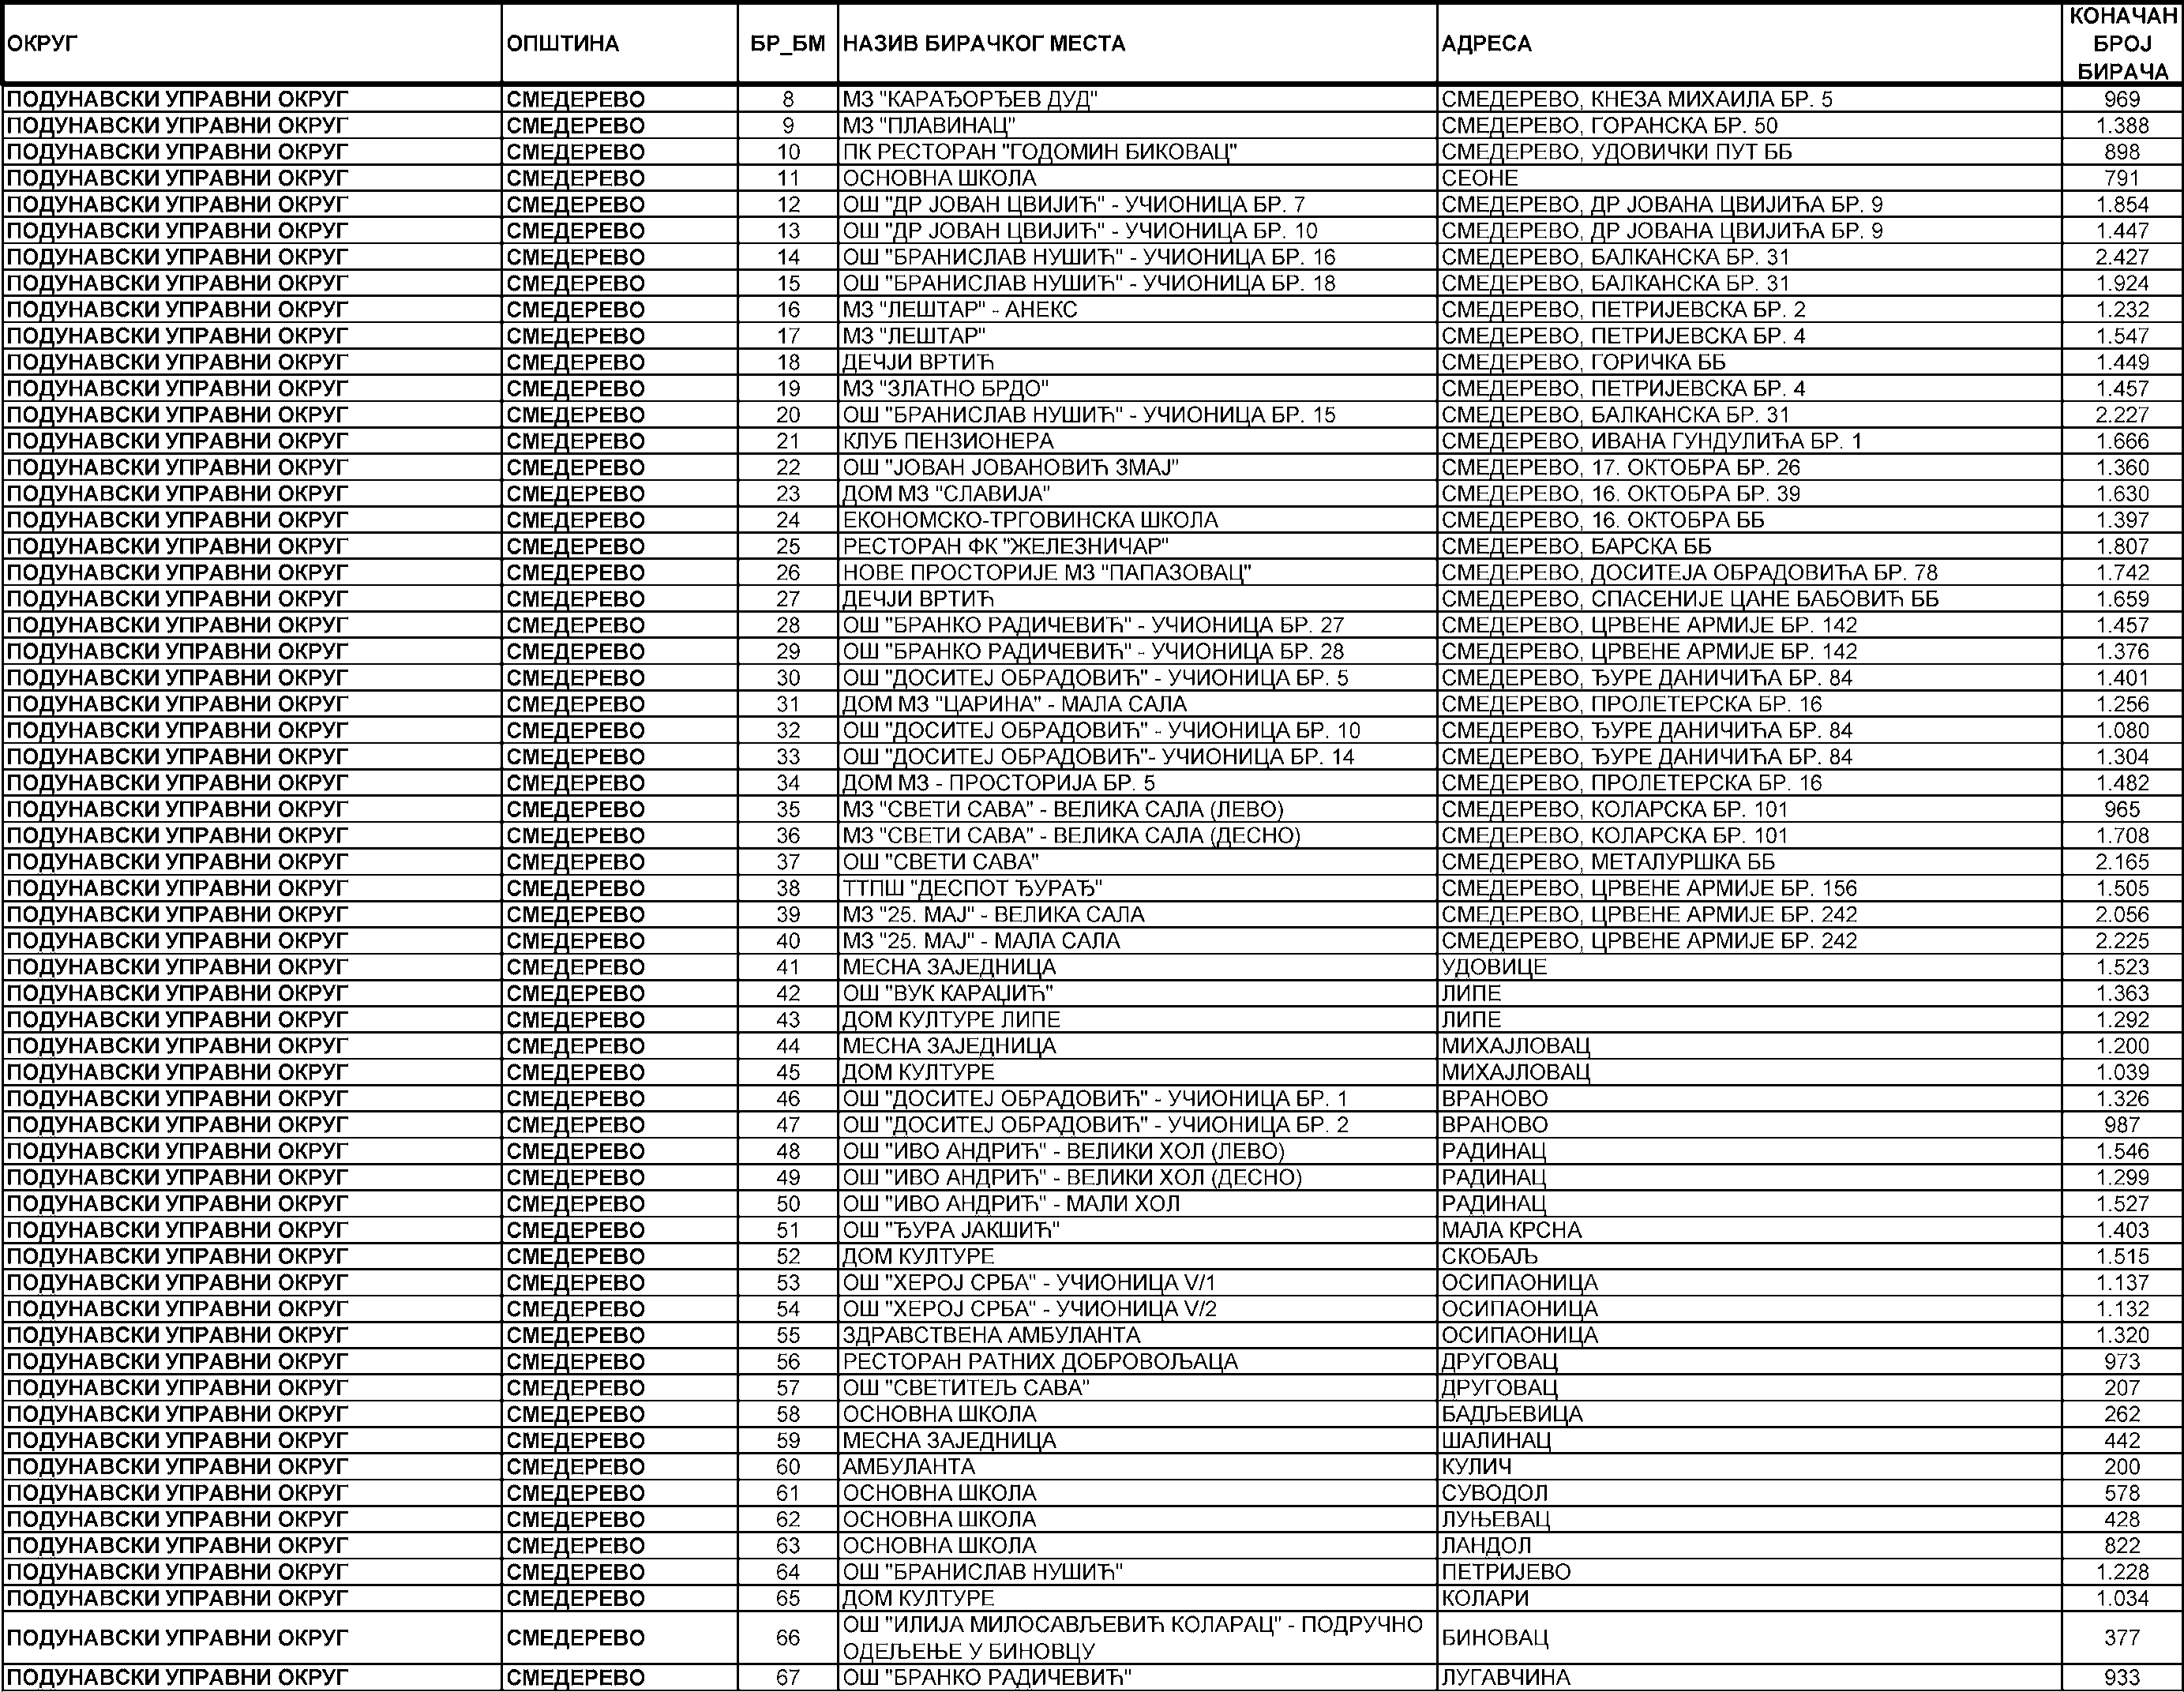 ОКРУГ ОПШТИНА БР_БМ НАЗИВ БИРАЧКОГ МЕСТА АДРЕСА КОНАЧАН БРОЈ БИРАЧА
ПОДУНАВСКИ УПРАВНИ ОКРУГ СМЕДЕРЕВО 8 МЗ "КАРАЂОРЂЕВ ДУД" СМЕДЕРЕВО, КНЕЗА МИХАИЛА БР. 5 969
ПОДУНАВСКИ УПРАВНИ ОКРУГ СМЕДЕРЕВО 9 МЗ "ПЛАВИНАЦ" СМЕДЕРЕВО, ГОРАНСКА БР. 50 1.388
ПОДУНАВСКИ УПРАВНИ ОКРУГ СМЕДЕРЕВО 10 ПК РЕСТОРАН "ГОДОМИН БИКОВАЦ" СМЕДЕРЕВО, УДОВИЧКИ ПУТ ББ 898
ПОДУНАВСКИ УПРАВНИ ОКРУГ СМЕДЕРЕВО 11 ОСНОВНА ШКОЛА СЕОНЕ 791
ПОДУНАВСКИ УПРАВНИ ОКРУГ СМЕДЕРЕВО 12 ОШ "ДР ЈОВАН ЦВИЈИЋ" - УЧИОНИЦА БР. 7 СМЕДЕРЕВО, ДР ЈОВАНА ЦВИЈИЋА БР. 9 1.854
ПОДУНАВСКИ УПРАВНИ ОКРУГ СМЕДЕРЕВО 13 ОШ "ДР ЈОВАН ЦВИЈИЋ" - УЧИОНИЦА БР. 10 СМЕДЕРЕВО, ДР ЈОВАНА ЦВИЈИЋА БР. 9 1.447
ПОДУНАВСКИ УПРАВНИ ОКРУГ СМЕДЕРЕВО 14 ОШ "БРАНИСЛАВ НУШИЋ" - УЧИОНИЦА БР. 16 СМЕДЕРЕВО, БАЛКАНСКА БР. 31 2.427
ПОДУНАВСКИ УПРАВНИ ОКРУГ СМЕДЕРЕВО 15 ОШ "БРАНИСЛАВ НУШИЋ" - УЧИОНИЦА БР. 18 СМЕДЕРЕВО, БАЛКАНСКА БР. 31 1.924
ПОДУНАВСКИ УПРАВНИ ОКРУГ СМЕДЕРЕВО 16 МЗ "ЛЕШТАР" - АНЕКС СМЕДЕРЕВО, ПЕТРИЈЕВСКА БР. 2 1.232
ПОДУНАВСКИ УПРАВНИ ОКРУГ СМЕДЕРЕВО 17 МЗ "ЛЕШТАР" СМЕДЕРЕВО, ПЕТРИЈЕВСКА БР. 4 1.547
ПОДУНАВСКИ УПРАВНИ ОКРУГ СМЕДЕРЕВО 18 ДЕЧЈИ ВРТИЋ СМЕДЕРЕВО, ГОРИЧКА ББ 1.449
ПОДУНАВСКИ УПРАВНИ ОКРУГ СМЕДЕРЕВО 19 МЗ "ЗЛАТНО БРДО" СМЕДЕРЕВО, ПЕТРИЈЕВСКА БР. 4 1.457
ПОДУНАВСКИ УПРАВНИ ОКРУГ СМЕДЕРЕВО 20 ОШ "БРАНИСЛАВ НУШИЋ" - УЧИОНИЦА БР. 15 СМЕДЕРЕВО, БАЛКАНСКА БР. 31 2.227
ПОДУНАВСКИ УПРАВНИ ОКРУГ СМЕДЕРЕВО 21 КЛУБ ПЕНЗИОНЕРА СМЕДЕРЕВО, ИВАНА ГУНДУЛИЋА БР. 1 1.666
ПОДУНАВСКИ УПРАВНИ ОКРУГ СМЕДЕРЕВО 22 ОШ "ЈОВАН ЈОВАНОВИЋ ЗМАЈ" СМЕДЕРЕВО, 17. ОКТОБРА БР. 26 1.360
ПОДУНАВСКИ УПРАВНИ ОКРУГ СМЕДЕРЕВО 23 ДОМ МЗ "СЛАВИЈА" СМЕДЕРЕВО, 16. ОКТОБРА БР. 39 1.630
ПОДУНАВСКИ УПРАВНИ ОКРУГ СМЕДЕРЕВО 24 ЕКОНОМСКО-ТРГОВИНСКА ШКОЛА СМЕДЕРЕВО, 16. ОКТОБРА ББ 1.397
ПОДУНАВСКИ УПРАВНИ ОКРУГ СМЕДЕРЕВО 25 РЕСТОРАН ФК "ЖЕЛЕЗНИЧАР" СМЕДЕРЕВО, БАРСКА ББ 1.807
ПОДУНАВСКИ УПРАВНИ ОКРУГ СМЕДЕРЕВО 26 НОВЕ ПРОСТОРИЈЕ МЗ "ПАПАЗОВАЦ" СМЕДЕРЕВО, ДОСИТЕЈА ОБРАДОВИЋА БР. 78 1.742
ПОДУНАВСКИ УПРАВНИ ОКРУГ СМЕДЕРЕВО 27 ДЕЧЈИ ВРТИЋ СМЕДЕРЕВО, СПАСЕНИЈЕ ЦАНЕ БАБОВИЋ ББ 1.659
ПОДУНАВСКИ УПРАВНИ ОКРУГ СМЕДЕРЕВО 28 ОШ "БРАНКО РАДИЧЕВИЋ" - УЧИОНИЦА БР. 27 СМЕДЕРЕВО, ЦРВЕНЕ АРМИЈЕ БР. 142 1.457
ПОДУНАВСКИ УПРАВНИ ОКРУГ СМЕДЕРЕВО 29 ОШ "БРАНКО РАДИЧЕВИЋ" - УЧИОНИЦА БР. 28 СМЕДЕРЕВО, ЦРВЕНЕ АРМИЈЕ БР. 142 1.376
ПОДУНАВСКИ УПРАВНИ ОКРУГ СМЕДЕРЕВО 30 ОШ "ДОСИТЕЈ ОБРАДОВИЋ" - УЧИОНИЦА БР. 5 СМЕДЕРЕВО, ЂУРЕ ДАНИЧИЋА БР. 84 1.401
ПОДУНАВСКИ УПРАВНИ ОКРУГ СМЕДЕРЕВО 31 ДОМ МЗ "ЦАРИНА" - МАЛА САЛА СМЕДЕРЕВО, ПРОЛЕТЕРСКА БР. 16 1.256
ПОДУНАВСКИ УПРАВНИ ОКРУГ СМЕДЕРЕВО 32 ОШ "ДОСИТЕЈ ОБРАДОВИЋ" - УЧИОНИЦА БР. 10 СМЕДЕРЕВО, ЂУРЕ ДАНИЧИЋА БР. 84 1.080
ПОДУНАВСКИ УПРАВНИ ОКРУГ СМЕДЕРЕВО 33 ОШ "ДОСИТЕЈ ОБРАДОВИЋ"- УЧИОНИЦА БР. 14 СМЕДЕРЕВО, ЂУРЕ ДАНИЧИЋА БР. 84 1.304
ПОДУНАВСКИ УПРАВНИ ОКРУГ СМЕДЕРЕВО 34 ДОМ МЗ - ПРОСТОРИЈА БР. 5 СМЕДЕРЕВО, ПРОЛЕТЕРСКА БР. 16 1.482
ПОДУНАВСКИ УПРАВНИ ОКРУГ СМЕДЕРЕВО 35 МЗ "СВЕТИ САВА" - ВЕЛИКА САЛА (ЛЕВО) СМЕДЕРЕВО, КОЛАРСКА БР. 101 965
ПОДУНАВСКИ УПРАВНИ ОКРУГ СМЕДЕРЕВО 36 МЗ "СВЕТИ САВА" - ВЕЛИКА САЛА (ДЕСНО) СМЕДЕРЕВО, КОЛАРСКА БР. 101 1.708
ПОДУНАВСКИ УПРАВНИ ОКРУГ СМЕДЕРЕВО 37 ОШ "СВЕТИ САВА" СМЕДЕРЕВО, МЕТАЛУРШКА ББ 2.165
ПОДУНАВСКИ УПРАВНИ ОКРУГ СМЕДЕРЕВО 38 ТТПШ "ДЕСПОТ ЂУРАЂ" СМЕДЕРЕВО, ЦРВЕНЕ АРМИЈЕ БР. 156 1.505
ПОДУНАВСКИ УПРАВНИ ОКРУГ СМЕДЕРЕВО 39 МЗ "25. МАЈ" - ВЕЛИКА САЛА СМЕДЕРЕВО, ЦРВЕНЕ АРМИЈЕ БР. 242 2.056
ПОДУНАВСКИ УПРАВНИ ОКРУГ СМЕДЕРЕВО 40 МЗ "25. МАЈ" - МАЛА САЛА СМЕДЕРЕВО, ЦРВЕНЕ АРМИЈЕ БР. 242 2.225
ПОДУНАВСКИ УПРАВНИ ОКРУГ СМЕДЕРЕВО 41 МЕСНА ЗАЈЕДНИЦА УДОВИЦЕ 1.523
ПОДУНАВСКИ УПРАВНИ ОКРУГ СМЕДЕРЕВО 42 ОШ "ВУК КАРАЏИЋ" ЛИПЕ 1.363
ПОДУНАВСКИ УПРАВНИ ОКРУГ СМЕДЕРЕВО 43 ДОМ КУЛТУРЕ ЛИПЕ ЛИПЕ 1.292
ПОДУНАВСКИ УПРАВНИ ОКРУГ СМЕДЕРЕВО 44 МЕСНА ЗАЈЕДНИЦА МИХАЈЛОВАЦ 1.200
ПОДУНАВСКИ УПРАВНИ ОКРУГ СМЕДЕРЕВО 45 ДОМ КУЛТУРЕ МИХАЈЛОВАЦ 1.039
ПОДУНАВСКИ УПРАВНИ ОКРУГ СМЕДЕРЕВО 46 ОШ "ДОСИТЕЈ ОБРАДОВИЋ" - УЧИОНИЦА БР. 1 ВРАНОВО 1.326
ПОДУНАВСКИ УПРАВНИ ОКРУГ СМЕДЕРЕВО 47 ОШ "ДОСИТЕЈ ОБРАДОВИЋ" - УЧИОНИЦА БР. 2 ВРАНОВО 987
ПОДУНАВСКИ УПРАВНИ ОКРУГ СМЕДЕРЕВО 48 ОШ "ИВО АНДРИЋ" - ВЕЛИКИ ХОЛ (ЛЕВО) РАДИНАЦ 1.546
ПОДУНАВСКИ УПРАВНИ ОКРУГ СМЕДЕРЕВО 49 ОШ "ИВО АНДРИЋ" - ВЕЛИКИ ХОЛ (ДЕСНО) РАДИНАЦ 1.299
ПОДУНАВСКИ УПРАВНИ ОКРУГ СМЕДЕРЕВО 50 ОШ "ИВО АНДРИЋ" - МАЛИ ХОЛ РАДИНАЦ 1.527
ПОДУНАВСКИ УПРАВНИ ОКРУГ СМЕДЕРЕВО 51 ОШ "ЂУРА ЈАКШИЋ" МАЛА КРСНА 1.403
ПОДУНАВСКИ УПРАВНИ ОКРУГ СМЕДЕРЕВО 52 ДОМ КУЛТУРЕ СКОБАЉ 1.515
ПОДУНАВСКИ УПРАВНИ ОКРУГ СМЕДЕРЕВО 53 ОШ "ХЕРОЈ СРБА" - УЧИОНИЦА V/1 ОСИПАОНИЦА 1.137
ПОДУНАВСКИ УПРАВНИ ОКРУГ СМЕДЕРЕВО 54 ОШ "ХЕРОЈ СРБА" - УЧИОНИЦА V/2 ОСИПАОНИЦА 1.132
ПОДУНАВСКИ УПРАВНИ ОКРУГ СМЕДЕРЕВО 55 ЗДРАВСТВЕНА АМБУЛАНТА ОСИПАОНИЦА 1.320
ПОДУНАВСКИ УПРАВНИ ОКРУГ СМЕДЕРЕВО 56 РЕСТОРАН РАТНИХ ДОБРОВОЉАЦА ДРУГОВАЦ 973
ПОДУНАВСКИ УПРАВНИ ОКРУГ СМЕДЕРЕВО 57 ОШ "СВЕТИТЕЉ САВА" ДРУГОВАЦ 207
ПОДУНАВСКИ УПРАВНИ ОКРУГ СМЕДЕРЕВО 58 ОСНОВНА ШКОЛА БАДЉЕВИЦА 262
ПОДУНАВСКИ УПРАВНИ ОКРУГ СМЕДЕРЕВО 59 МЕСНА ЗАЈЕДНИЦА ШАЛИНАЦ 442
ПОДУНАВСКИ УПРАВНИ ОКРУГ СМЕДЕРЕВО 60 АМБУЛАНТА КУЛИЧ 200
ПОДУНАВСКИ УПРАВНИ ОКРУГ СМЕДЕРЕВО 61 ОСНОВНА ШКОЛА СУВОДОЛ 578
ПОДУНАВСКИ УПРАВНИ ОКРУГ СМЕДЕРЕВО 62 ОСНОВНА ШКОЛА ЛУЊЕВАЦ 428
ПОДУНАВСКИ УПРАВНИ ОКРУГ СМЕДЕРЕВО 63 ОСНОВНА ШКОЛА ЛАНДОЛ 822
ПОДУНАВСКИ УПРАВНИ ОКРУГ СМЕДЕРЕВО 64 ОШ "БРАНИСЛАВ НУШИЋ" ПЕТРИЈЕВО 1.228
ПОДУНАВСКИ УПРАВНИ ОКРУГ СМЕДЕРЕВО 65 ДОМ КУЛТУРЕ КОЛАРИ 1.034
ПОДУНАВСКИ УПРАВНИ ОКРУГ СМЕДЕРЕВО 66 ОШ "ИЛИЈА МИЛОСАВЉЕВИЋ КОЛАРАЦ" - ПОДРУЧНО ОДЕЉЕЊЕ У БИНОВЦУ БИНОВАЦ 377
ПОДУНАВСКИ УПРАВНИ ОКРУГ СМЕДЕРЕВО 67 ОШ "БРАНКО РАДИЧЕВИЋ" ЛУГАВЧИНА 933